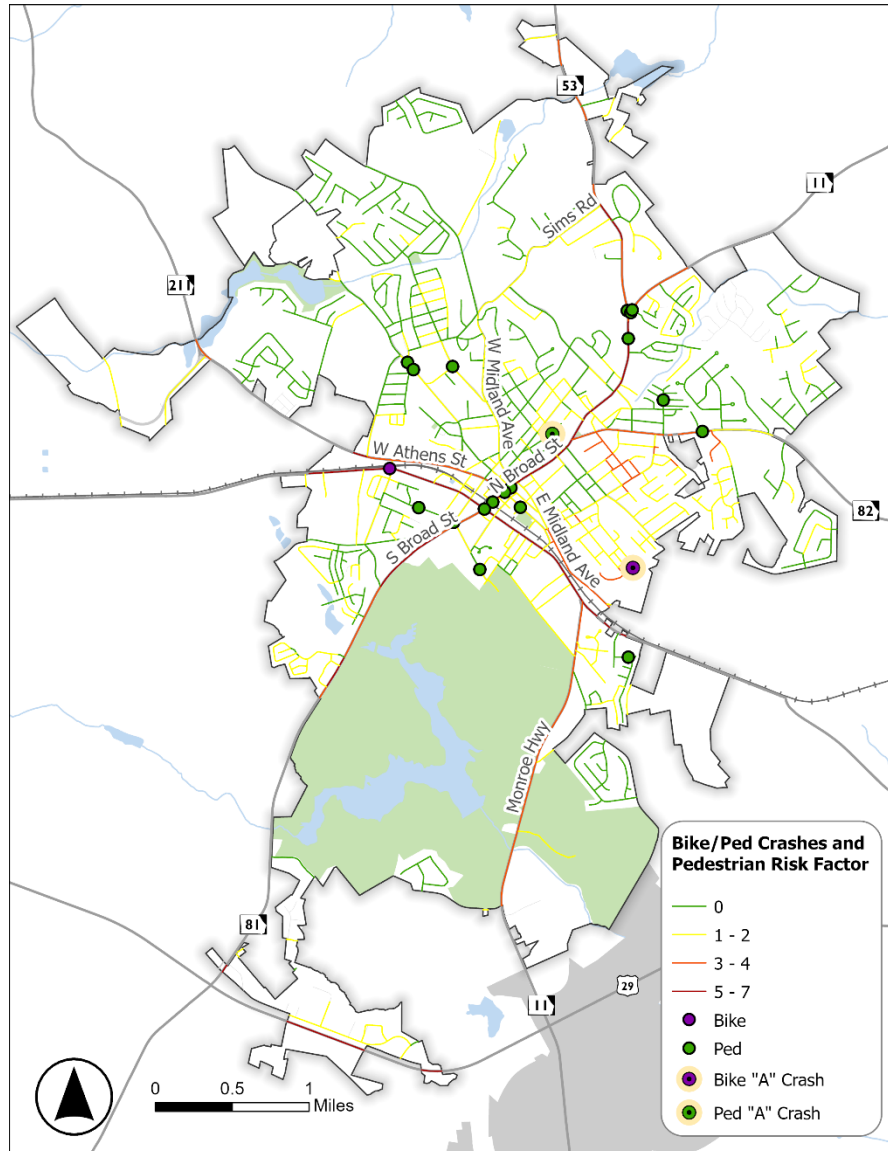 53
11
Sims Rd
211
W Midland Ave
W Athens St
N Broad St
82
S Broad St
E Midland Ave
Monroe Hwy
Bike/Ped Crashes and
Pedestrian Risk Factor
0
1 - 2
3 - 4
5 - 7
Bike
Ped
Bike "A" Crash
Ped "A" Crash
81
29
11
0 0.5 1
Miles